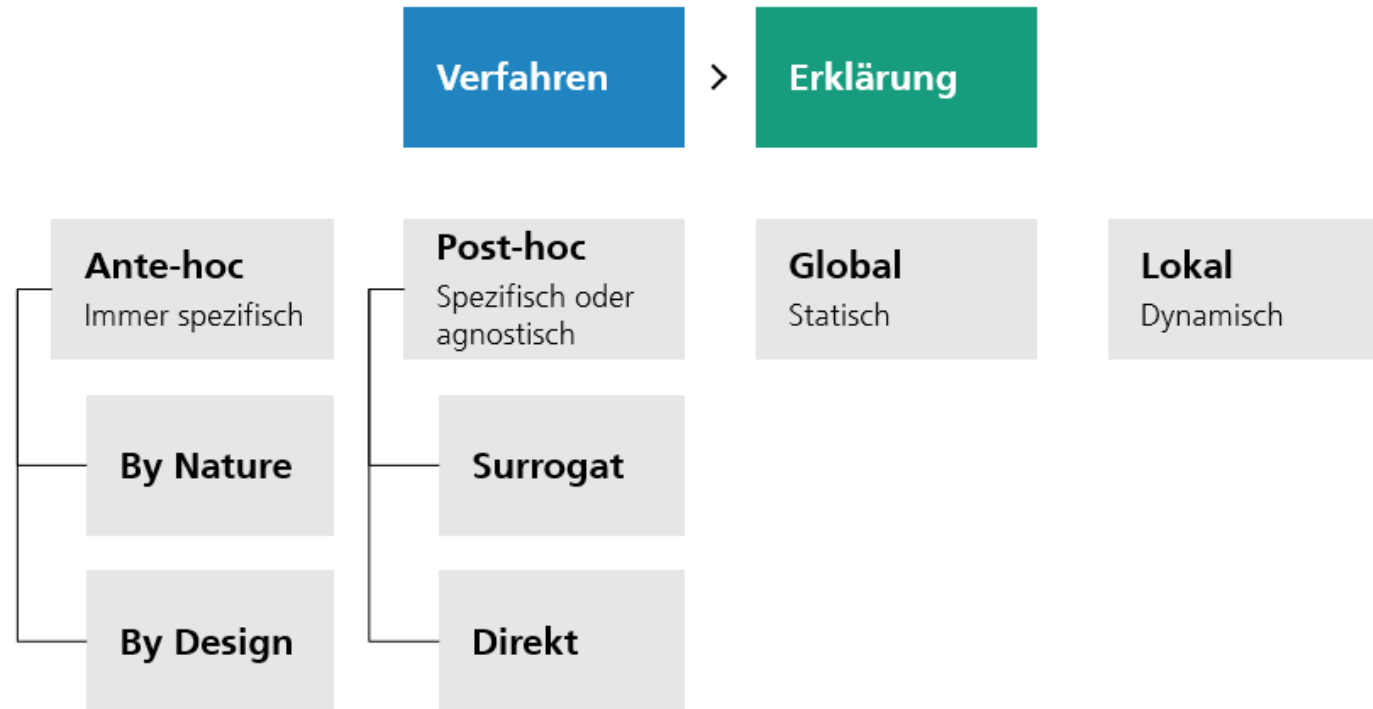 Verfahren
>
Erklärung
Ante-hoc
Immer spezifisch
By Nature
By Design
Post-hoc
Spezifisch oder
agnostisch
Surrogat
Direkt
Global
Statisch
Lokal
Dynamisch